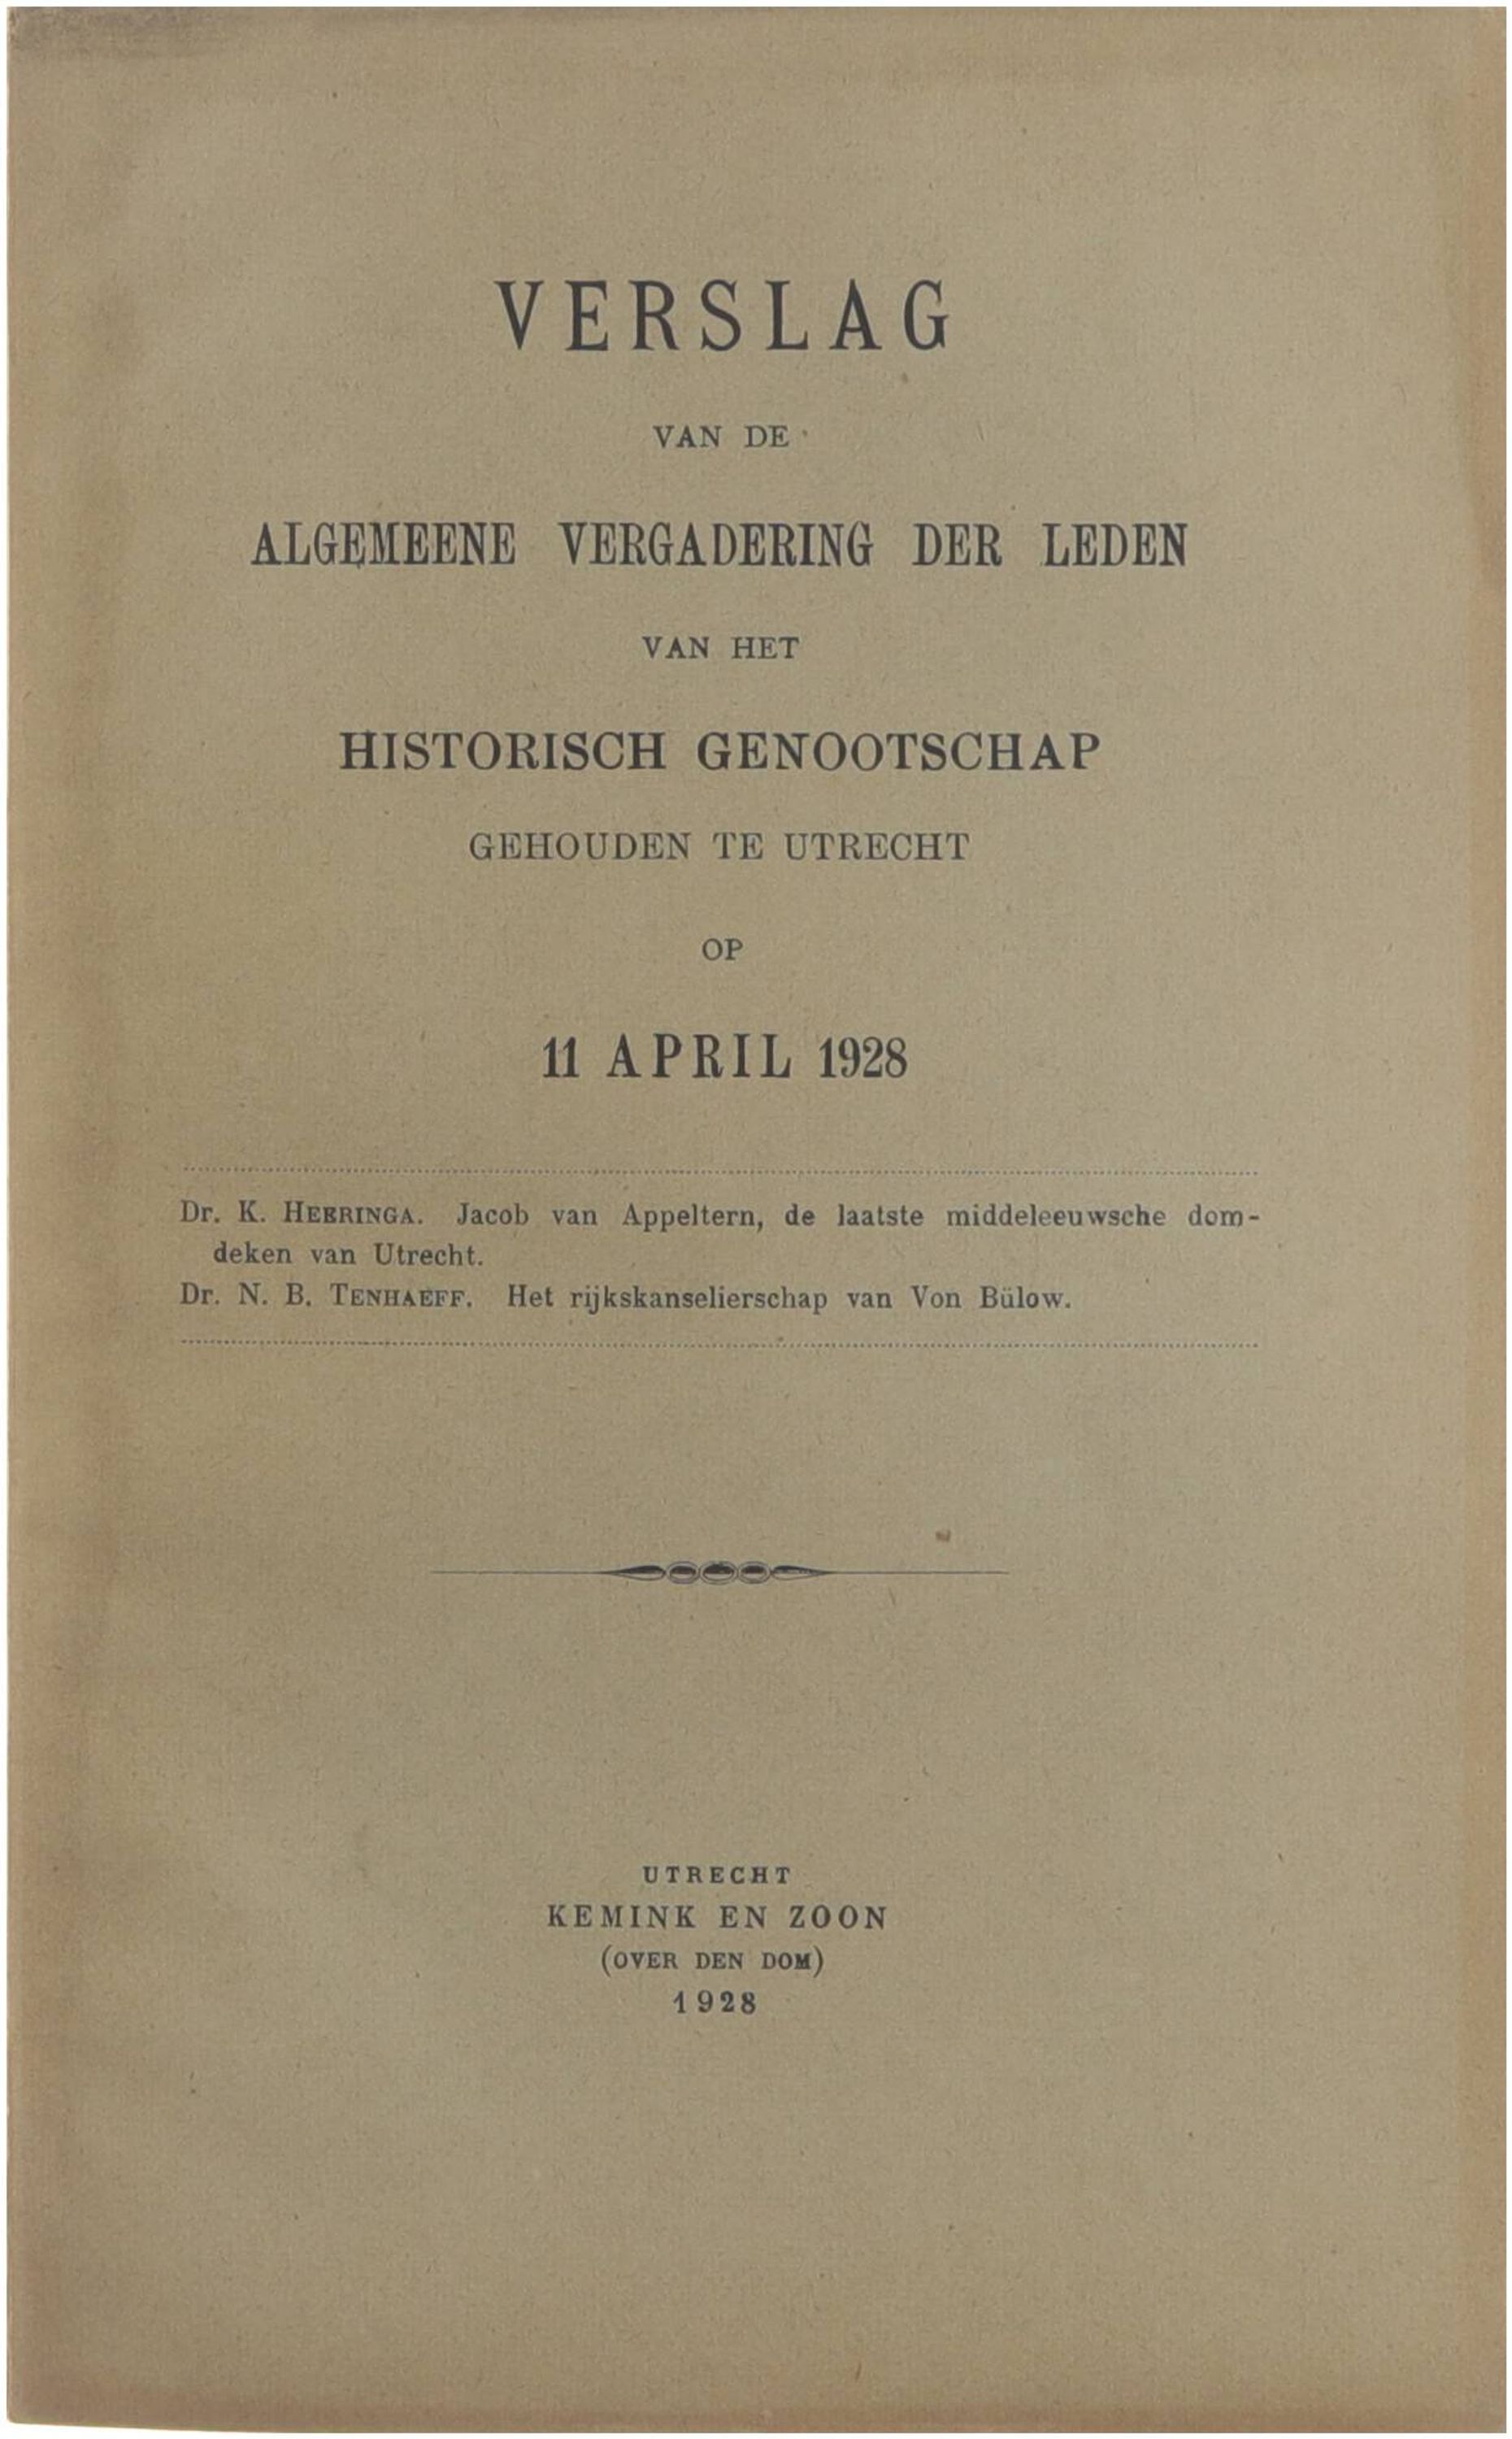 VERSLAG
VAN DE
ALGEMEENE VERGADERING DER LEDEN
VAN HET
HISTORISCH GENOOTSCHAP
GEHOUDEN TE UTRECHT
OP
11 APRIL 1928
Dr. K. HEERINGA. Jacob van Appeltern, de laatste middeleeuwsche dom-
deken van Utrecht.
Dr. N. B. TENHAEFF. Het rijkskanselierschap van Von Bülow.
UTRECHT
KEMINK EN ZOON
(OVER DEN DOM)
1928